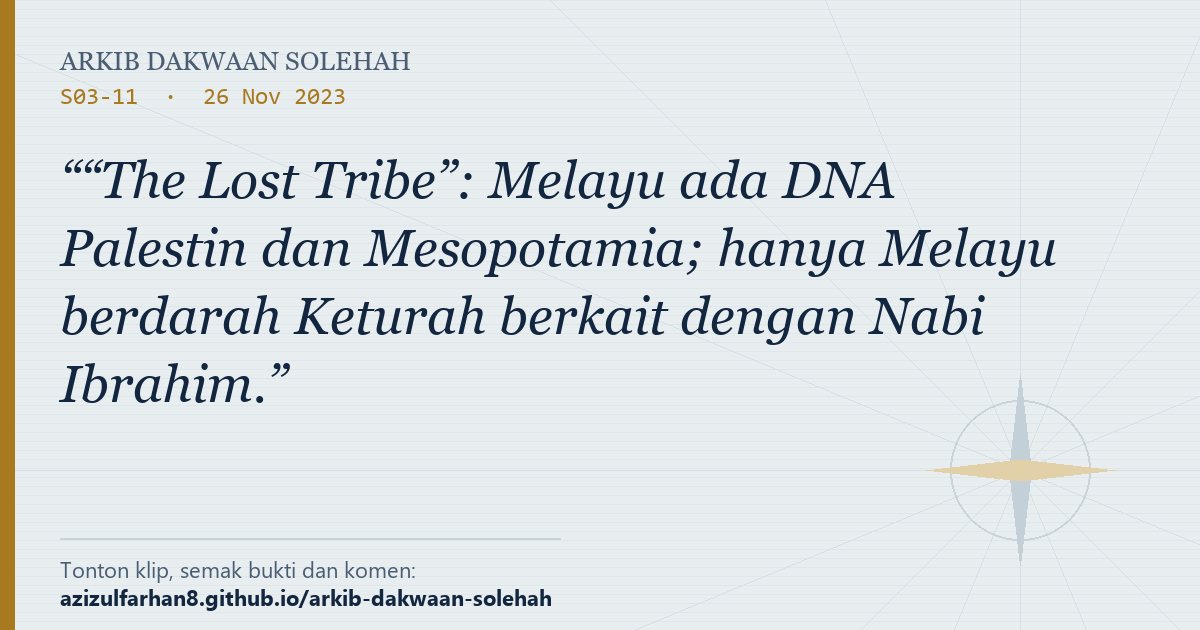 ARKIB DAKWAAN SOLEHAH
S03-11 · 26 Nov 2023
““The Lost Tribe”: Melayu ada DNA
Palestin dan Mesopotamia; hanya Melayu
berdarah Keturah berkait dengan Nabi
Ibrahim.”
Tonton klip, semak bukti dan komen:
azizulfarhan8.github.io/arkib-dakwaan-solehah